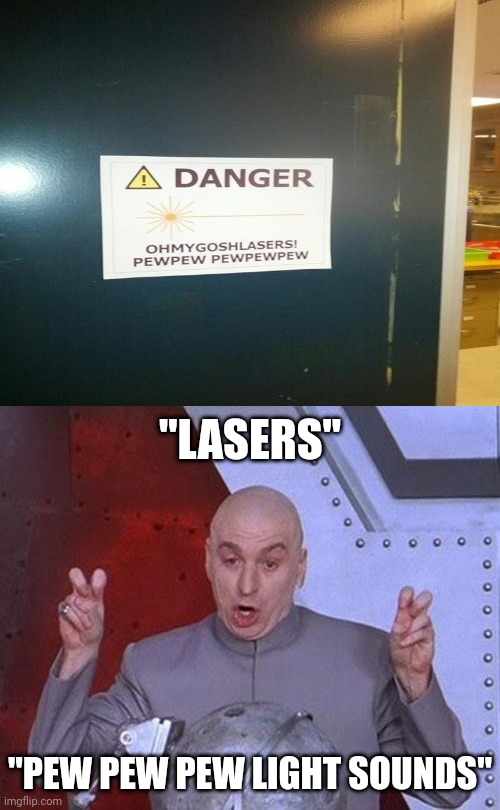 DANGER
OHMYGOSHLASERS!
PEWPEW PEWPEWPEW
"LASERS"
"PEW PEW PEW LIGHT SOUNDS"
imgflip.com